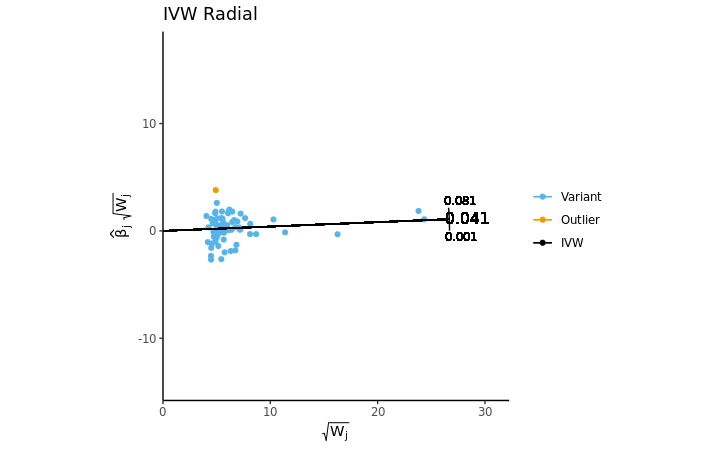 IVW Radial
10
0
-10
β̂j √Wj
0.081
0.041
0.001
Variant
Outlier
IVW
0 10 20 30
√Wj